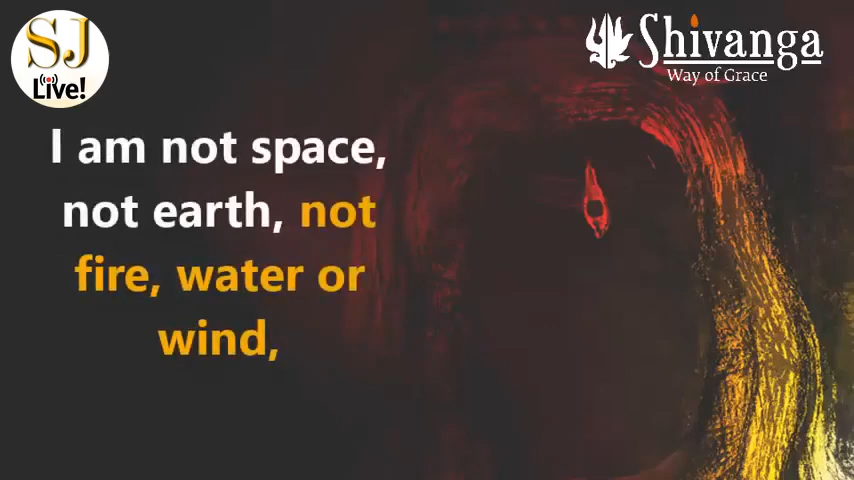 SJ
Live!
Shivanga
Way of Grace
I am not space,
not earth, not
fire, water or
wind,